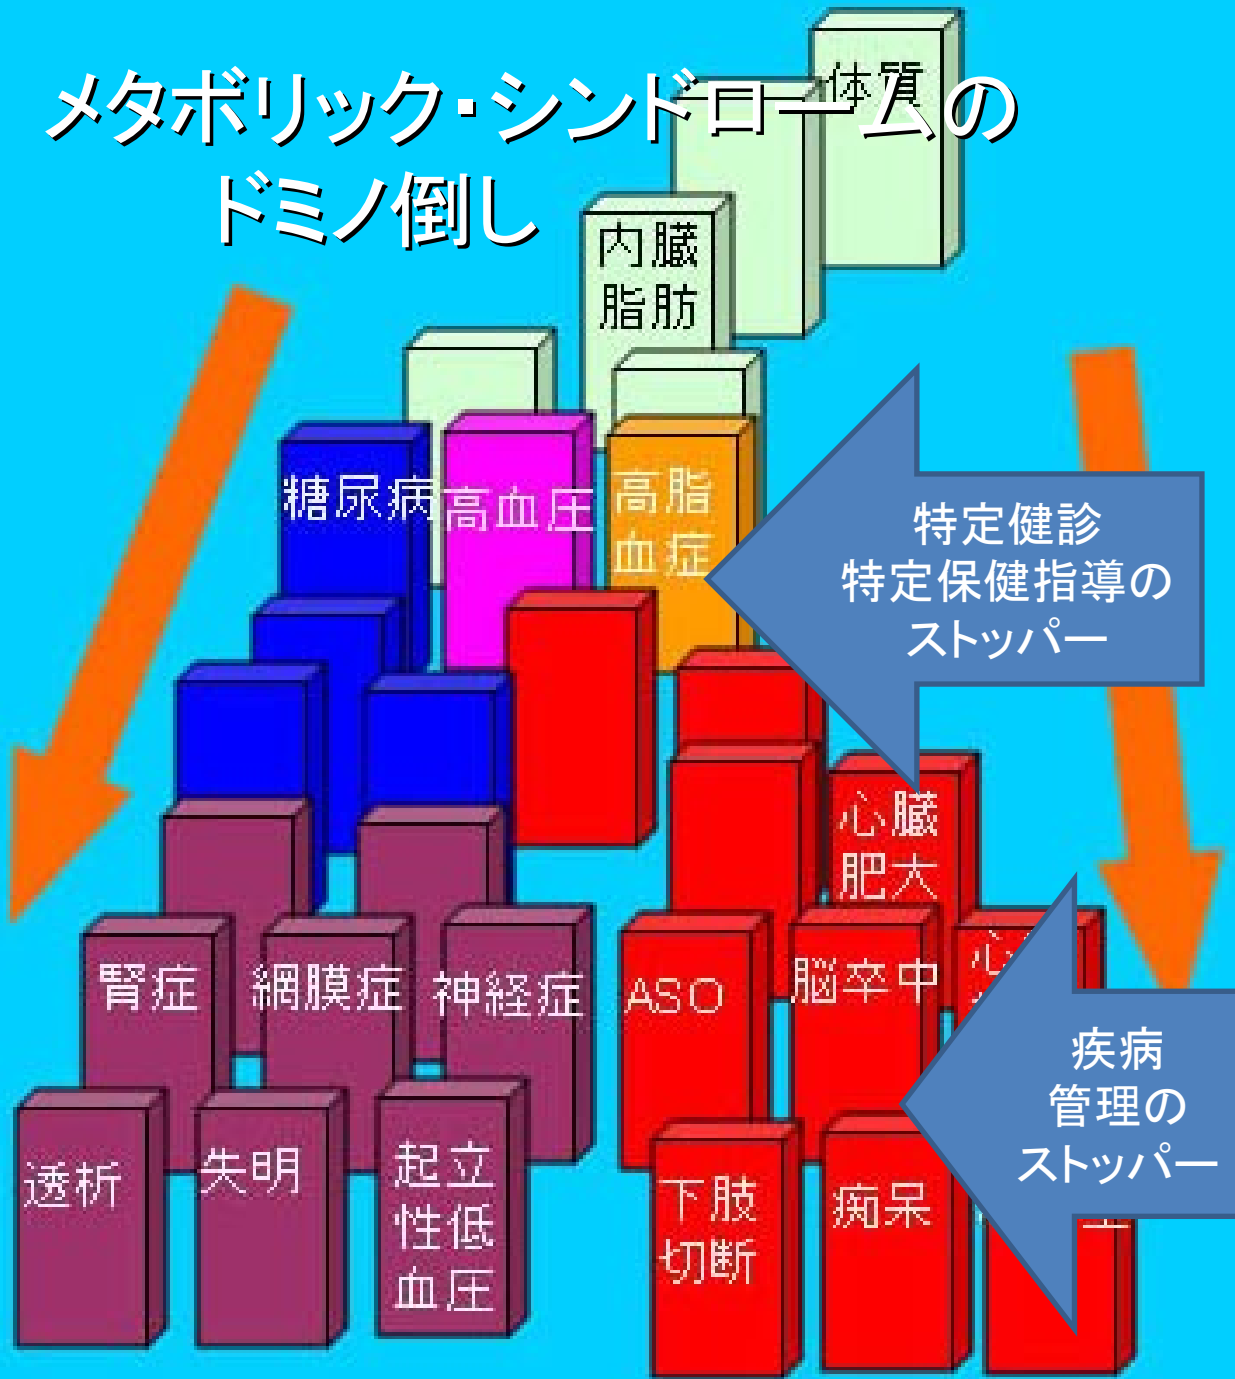 メタボリック・シンドロームの
ドミノ倒し
体質
内臓
脂肪
糖尿病
高血圧
高脂
血症
特定健診
特定保健指導の
ストッパー
心臓
肥大
腎症
網膜症
神経症
ASO
脳卒中
心
疾病
管理の
ストッパー
透析
失明
起立
性低
血圧
下肢
切断
痴呆